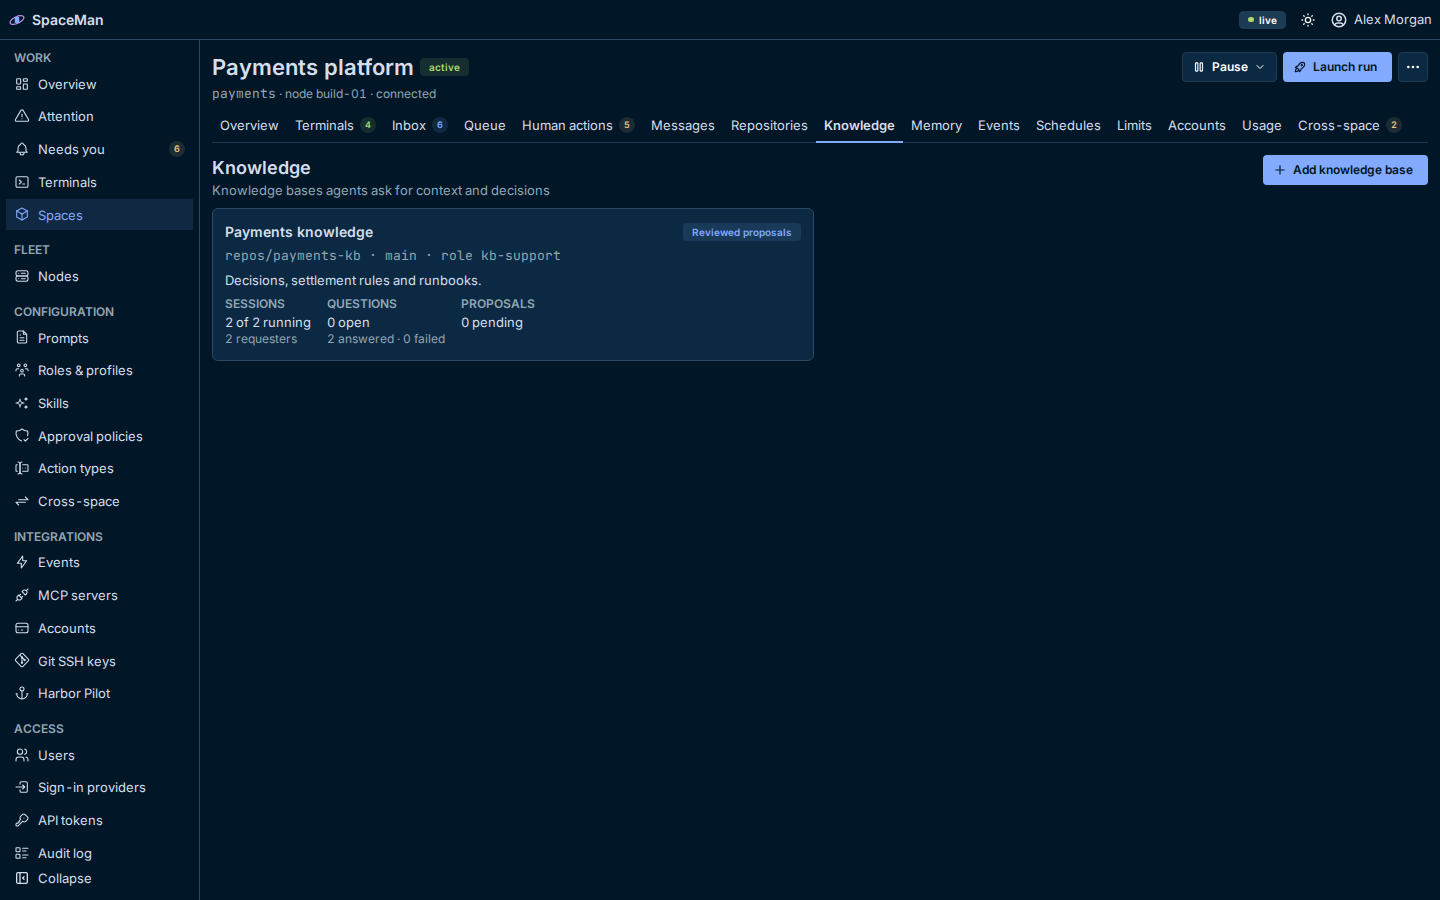 SpaceMan
live
Alex Morgan
WORK
Overview
Attention
Needs you 6
Terminals
Spaces
FLEET
Nodes
CONFIGURATION
Prompts
Roles & profiles
Skills
Approval policies
Action types
Cross-space
INTEGRATIONS
Events
MCP servers
Accounts
Git SSH keys
Harbor Pilot
ACCESS
Users
Sign-in providers
API tokens
Audit log
Collapse
Payments platform active
payments · node build-01 · connected
Pause
Launch run
Overview Terminals 4 Inbox 6 Queue Human actions 5 Messages Repositories Knowledge Memory Events Schedules Limits Accounts Usage Cross-space 2
Knowledge
Knowledge bases agents ask for context and decisions
Add knowledge base
Payments knowledge Reviewed proposals
repos/payments-kb · main · role kb-support
Decisions, settlement rules and runbooks.
SESSIONS QUESTIONS PROPOSALS
2 of 2 running 0 open 0 pending
2 requesters 2 answered · 0 failed